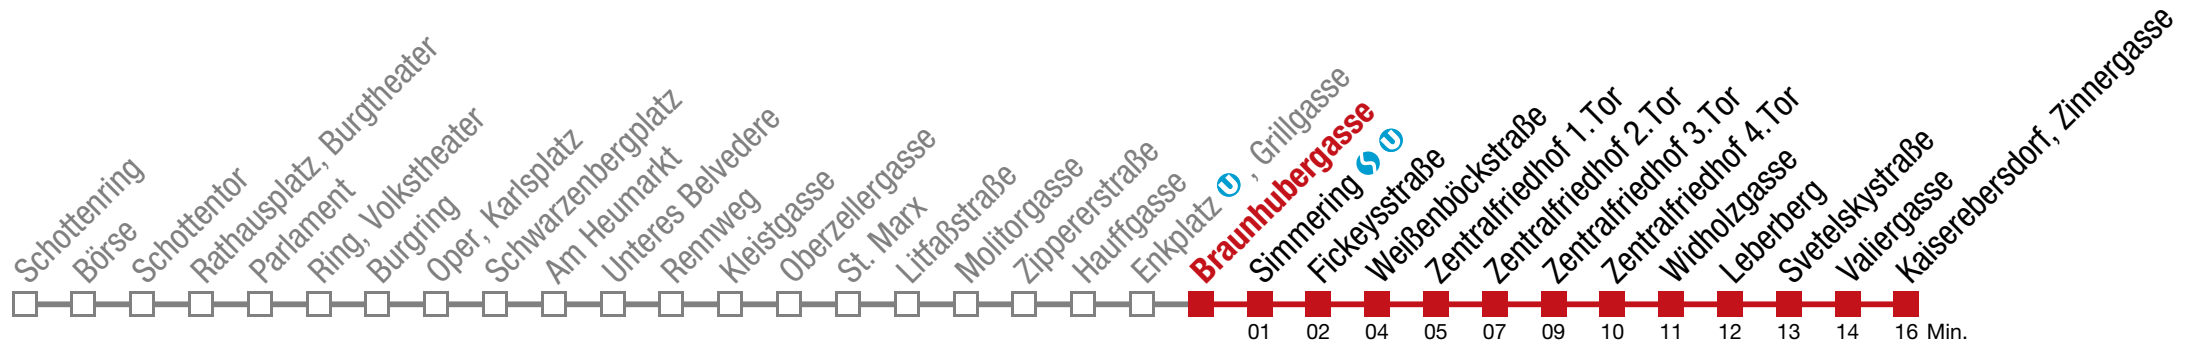 Schottenring
Börse
Schottentor
Rathausplatz, Burgtheater
Parlament
Ring, Volkstheater
Burgring
Oper, Karlsplatz
Schwarzenbergplatz
Am Heumarkt
Unteres Belvedere
Rennweg
Kleistgasse
Oberzellergasse
St. Marx
Litfaßstraße
Molitorgasse
Zippererstraße
Hauffgasse
Enkplatz U, Grillgasse
Braunhubergasse
Simmering S U
Fickeysstraße
Weißenböckstraße
Zentralfriedhof 1.Tor
Zentralfriedhof 2.Tor
Zentralfriedhof 3.Tor
Zentralfriedhof 4.Tor
Widholzgasse
Leberberg
Svetelskystraße
Valiergasse
Kaiserebersdorf, Zinnergasse
01 02 04 05 07 09 10 11 12 13 14 16 Min.